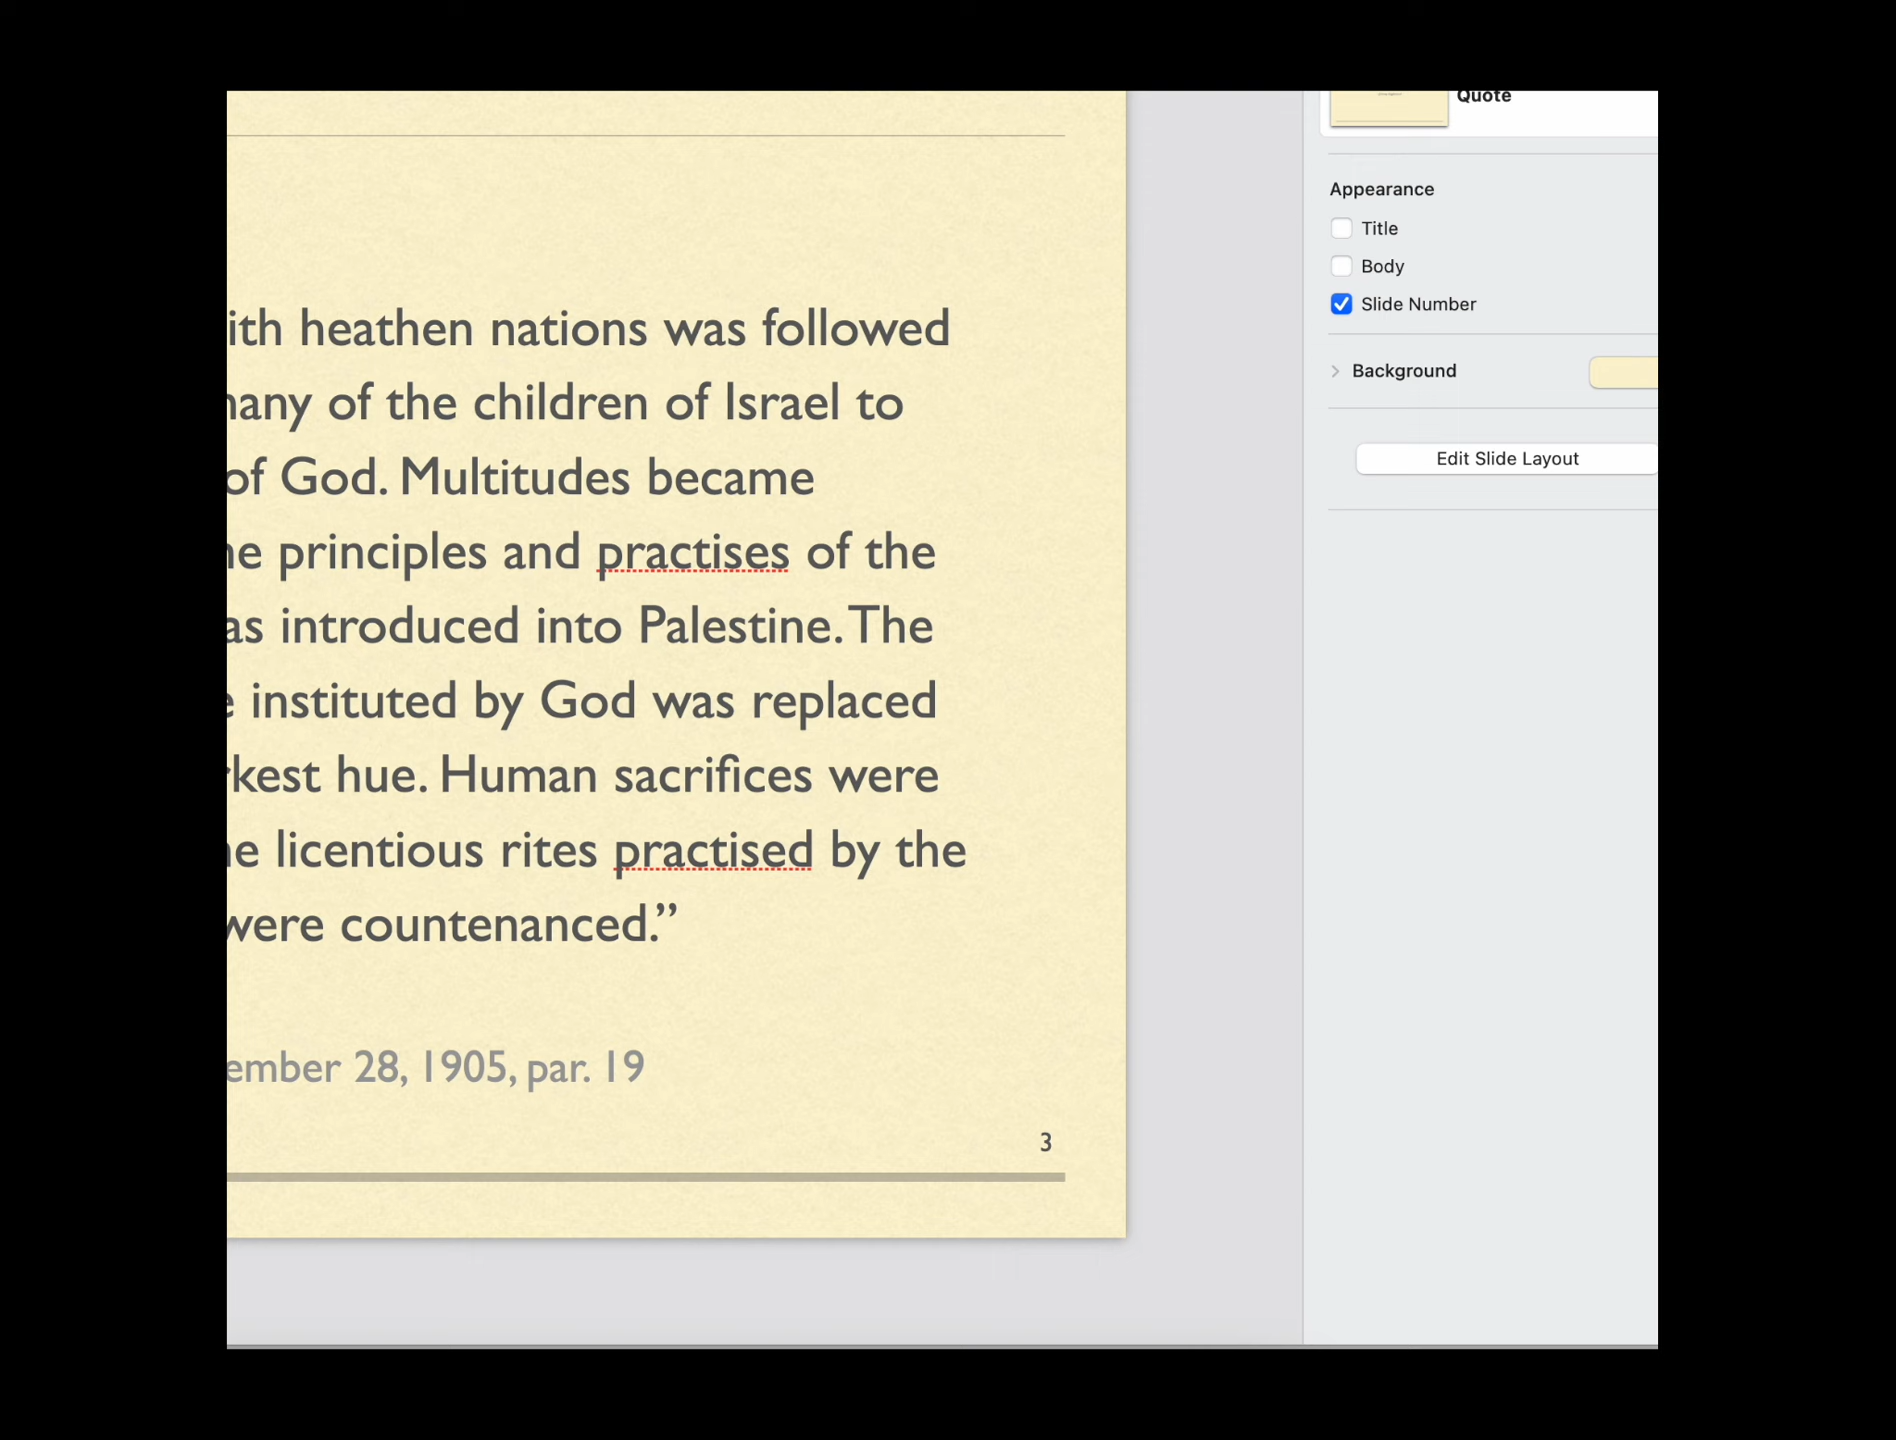 ith heathen nations was followed
many of the children of Israel to
of God. Multitudes became
principles and practises of the
as introduced into Palestine. The
instituted by God was replaced
rkest hue. Human sacrifices were
licentious rites practised by the
were countenanced.”
ember 28, 1905, par. 19
3
Quote
Appearance
Title
Body
Slide Number
Background
Edit Slide Layout